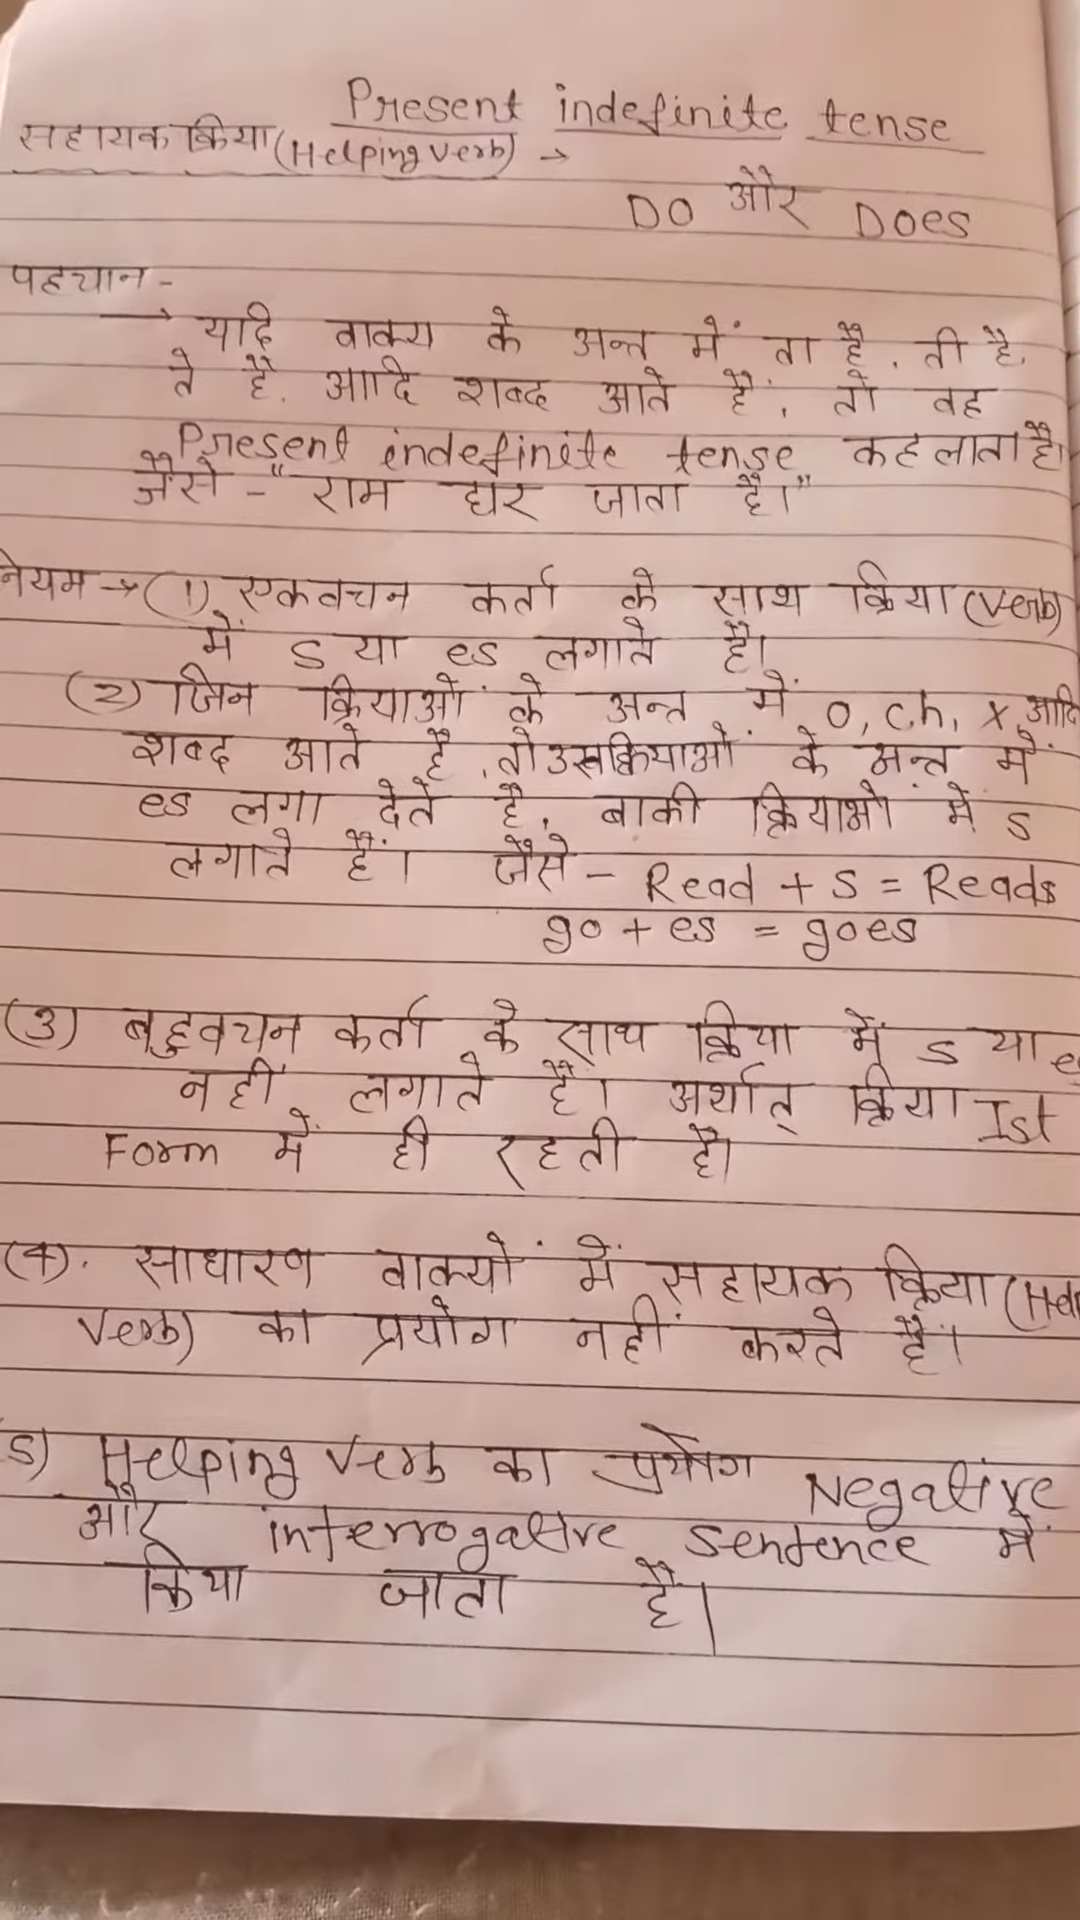 Present indefinite tense
सहायक क्रिया (Helping verb) →
DO और Does
पहचान -
→ यदि वाक्य के अन्त में ता है, ती है,
ते है, आदि शब्द आते है, तो वह
Present indefinite tense कहलाता है।
जैसे - "राम घर जाता है।"
नियम → (1) एकवचन कर्ता के साथ क्रिया (Verb)
में s या es लगाते है।
(2) जिन क्रियाओं के अन्त में o, ch, x, आदि
शब्द आते है, तो उस क्रियाओं के अन्त में
es लगा देते है, बाकी क्रियाओ में s
लगाते हैं। जैसे - Read + s = Reads
go + es = goes
(3) बहुवचन कर्ता के साथ क्रिया में s या
नहीं लगाते है। अर्थात् क्रिया Ist
Form में ही रहती है।
(4). साधारण वाक्यों में सहायक क्रिया
Verb) का प्रयोग नहीं करते हैं।
5) Helping Verb का प्रयोग Negative
और interrogative sentence में
किया जाता है।